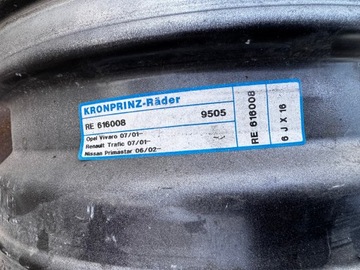 KRONPRINZ-Räder
RE 616008 9505
Opel Vivaro 07/01-
Renault Trafic 07/01-
Nissan Primastar 06/02-
RE 616008
6 J X 16